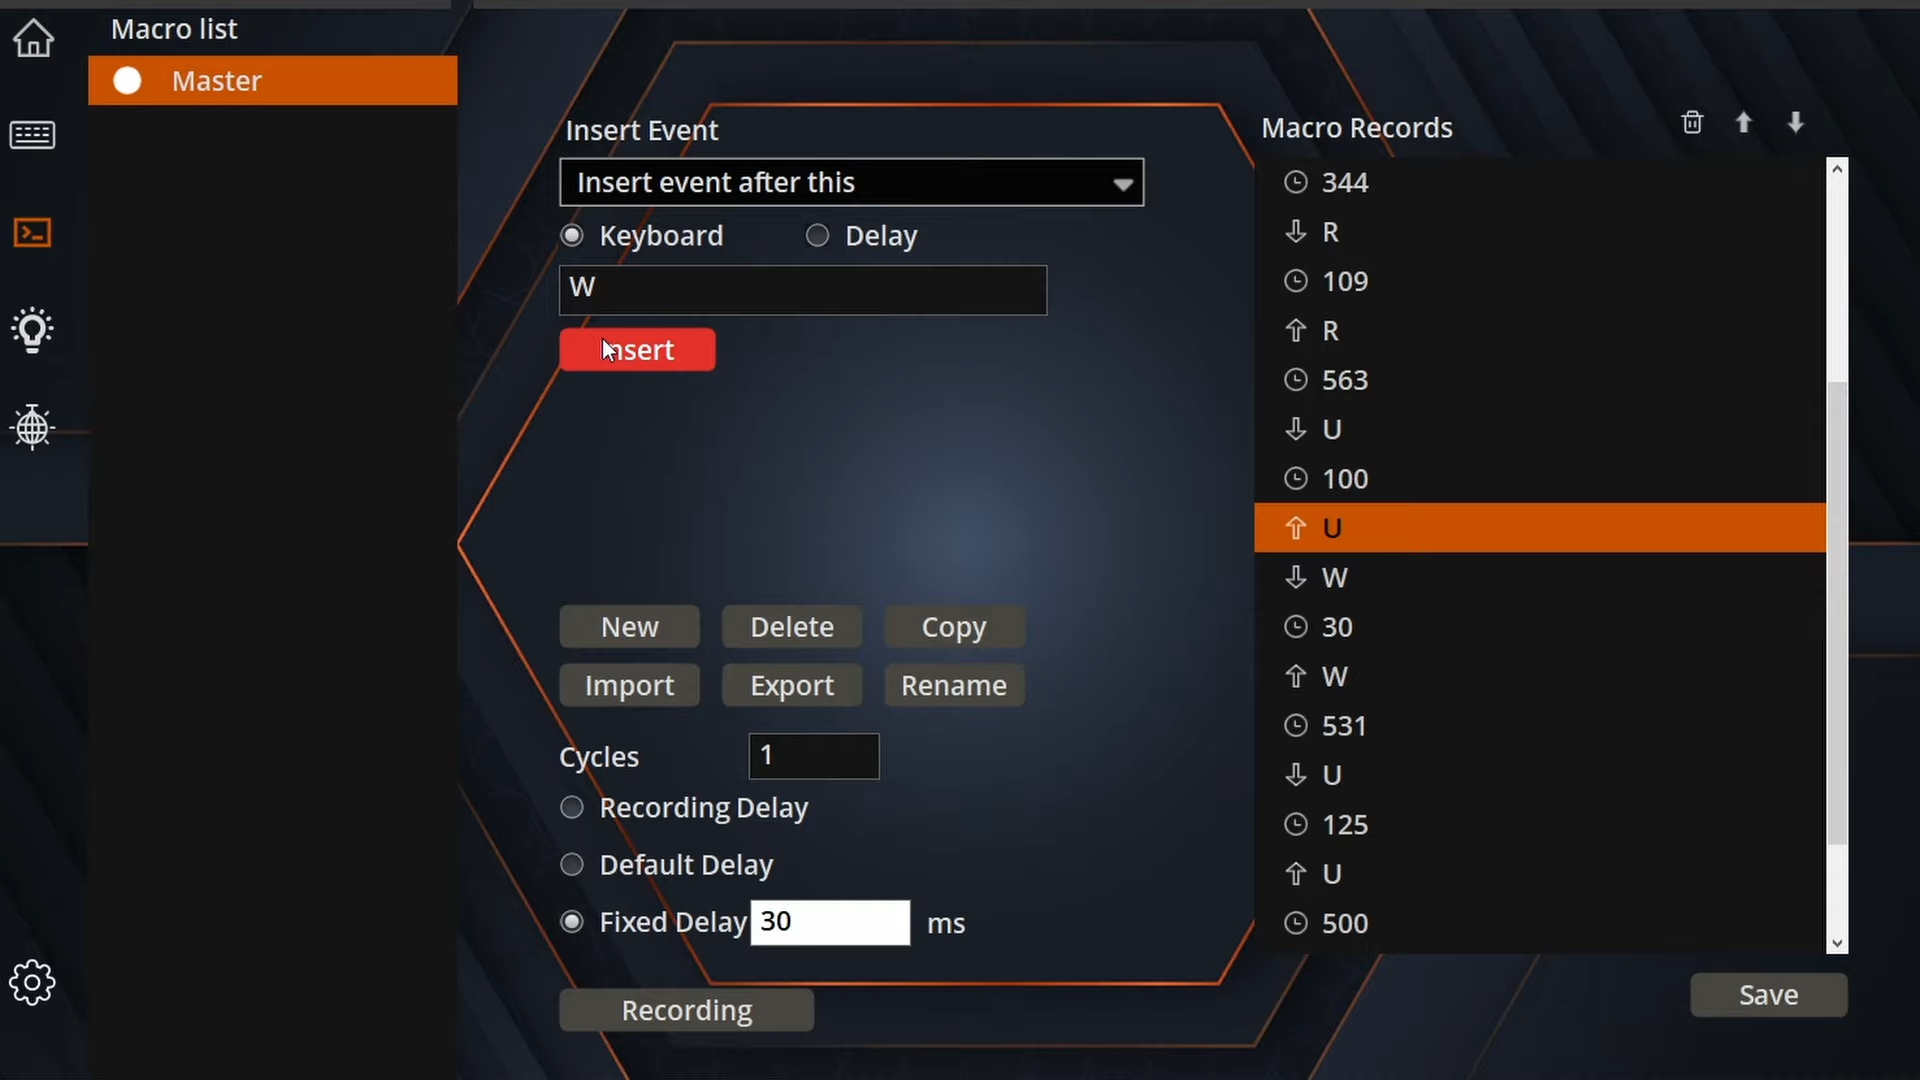 Macro list
Master
Insert Event
Insert event after this
Keyboard
Delay
W
Insert
New
Delete
Copy
Import
Export
Rename
Cycles
1
Recording Delay
Default Delay
Fixed Delay
30
ms
Recording
Macro Records
344
R
109
R
563
U
100
U
W
30
W
531
U
125
U
500
Save